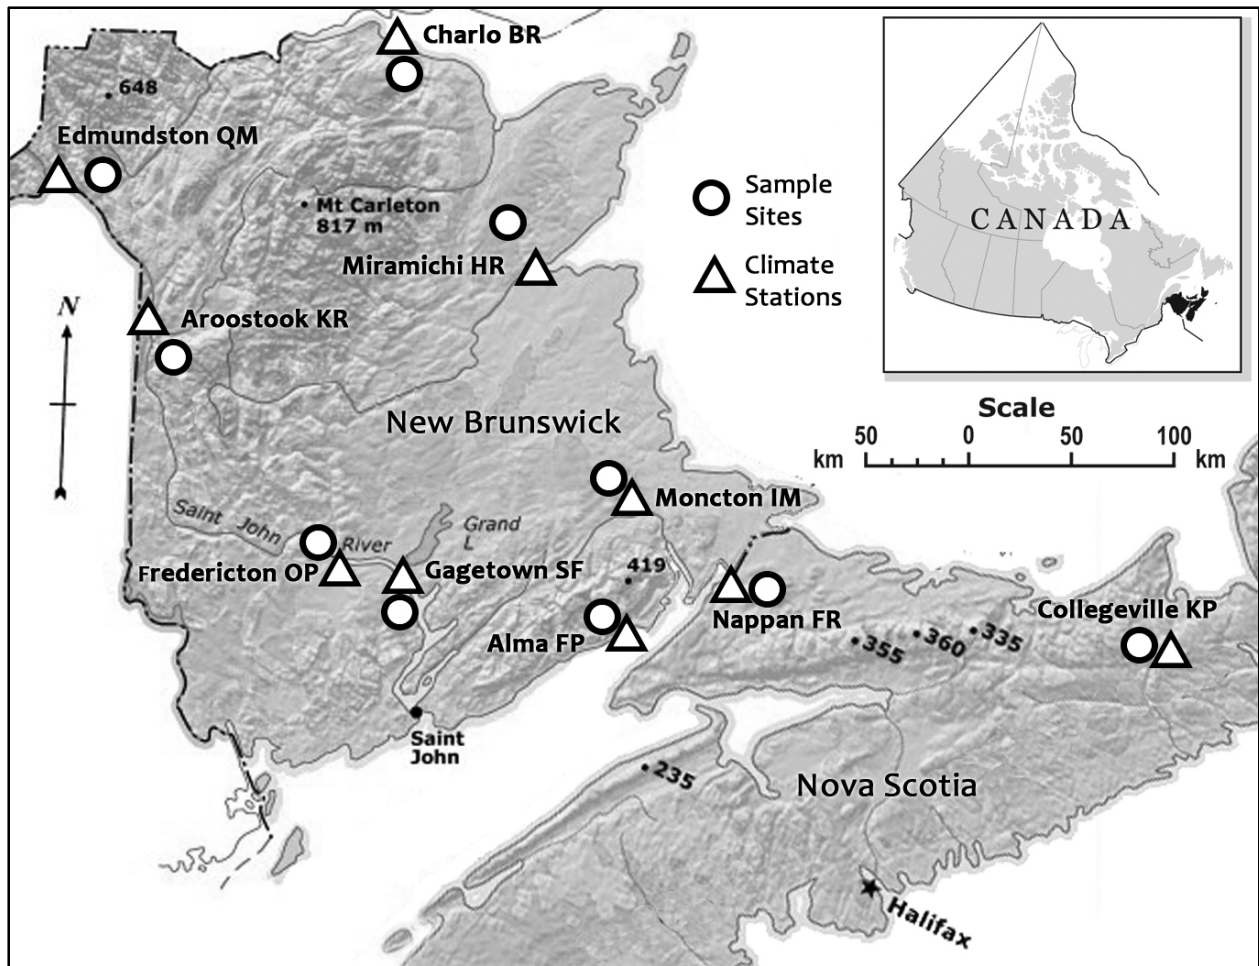 Charlo BR
648
Edmundston QM
Mt Carleton
817 m
Miramichi HR
Aroostook KR
N
Sample
Sites
Climate
Stations
CANADA
Scale
50 0 50 100
km km
New Brunswick
Moncton IM
Saint John
River
Grand
L
Fredericton OP
Gagetown SF
419
Alma FP
Nappan FR
Collegeville KP
355
360
335
Saint
John
235
Nova Scotia
Halifax